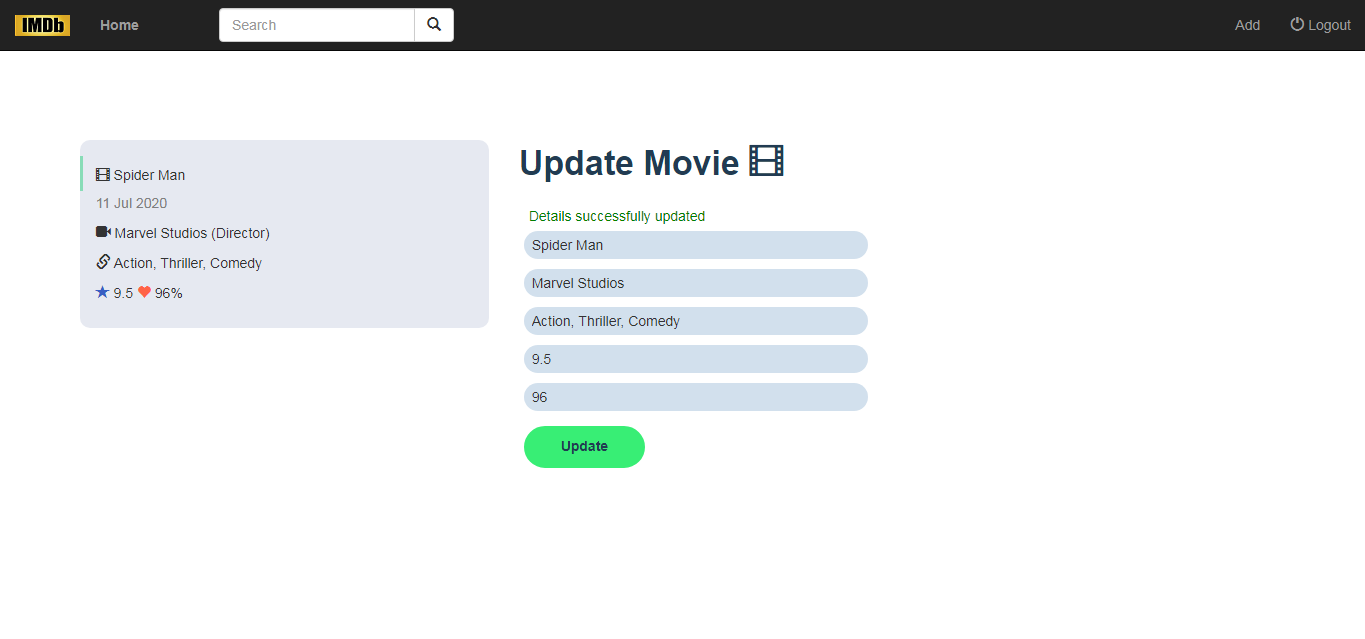 IMDb Home Search Add Logout
Spider Man
11 Jul 2020
Marvel Studios (Director)
Action, Thriller, Comedy
9.5 96%
Update Movie
Details successfully updated
Spider Man
Marvel Studios
Action, Thriller, Comedy
9.5
96
Update